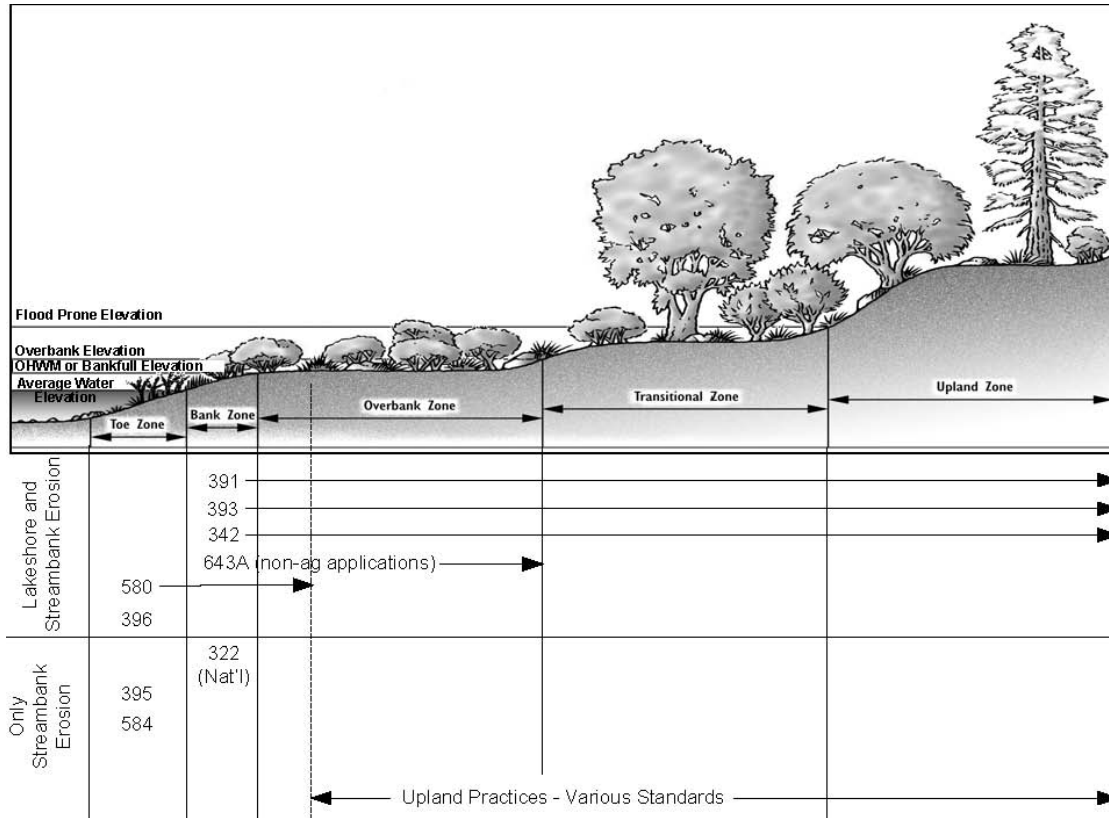 Flood Prone Elevation
Overbank Elevation
OHWM or Bankfull Elevation
Average Water
Elevation
Toe Zone
Bank Zone
Overbank Zone
Transitional Zone
Upland Zone
Lakeshore and
Streambank Erosion
391
393
342
643A (non-ag applications)
580
396
Only
Streambank
Erosion
322
(Nat'l)
395
584
Upland Practices - Various Standards